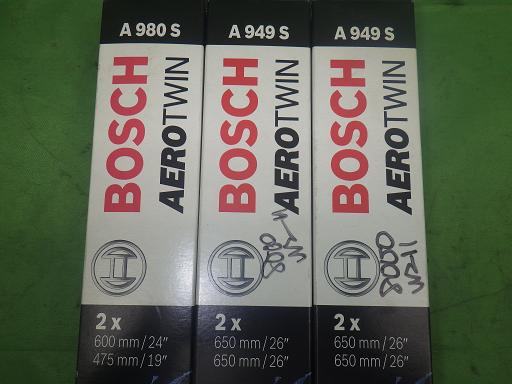 A 980 S
BOSCH
AEROTWIN
2 x
600 mm/24"
475 mm/19"
A 949 S
BOSCH
AEROTWIN
2 x
650 mm/26"
650 mm/26"
A 949 S
BOSCH
AEROTWIN
8000
2 x
650 mm/26"
650 mm/26"